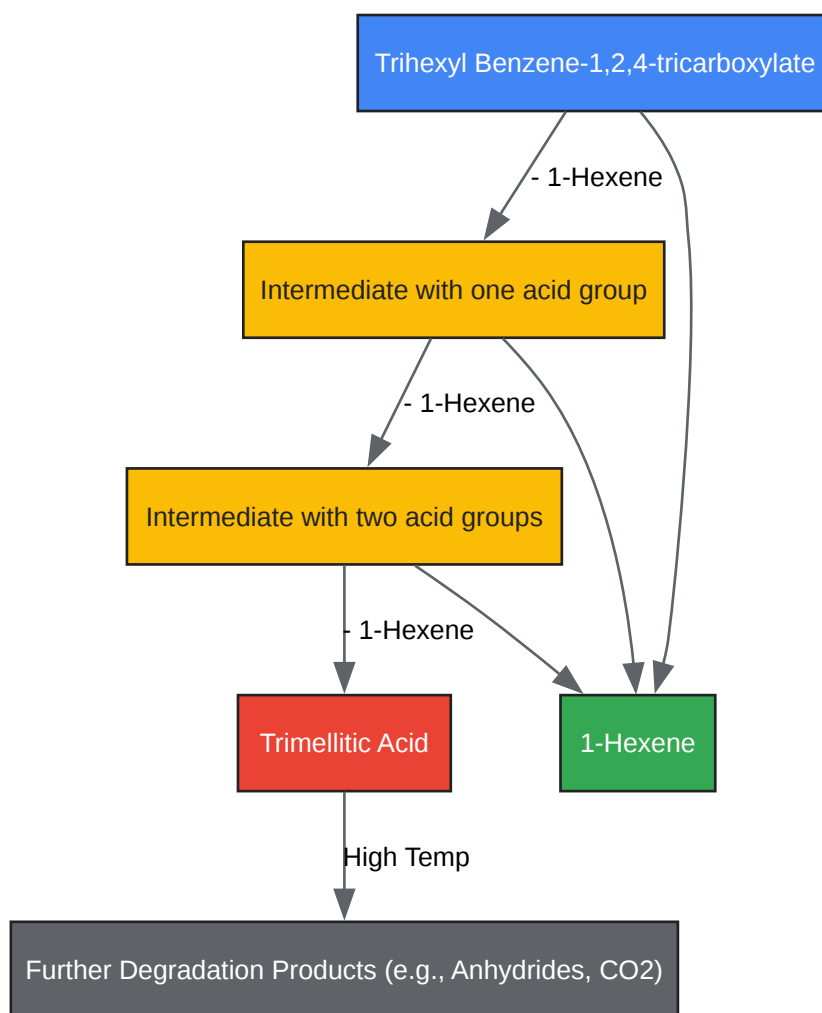 Trihexyl Benzene-1,2,4-tricarboxylate
- 1-Hexene
Intermediate with one acid group
- 1-Hexene
Intermediate with two acid groups
- 1-Hexene
Trimellitic Acid
1-Hexene
High Temp
Further Degradation Products (e.g., Anhydrides, CO2)